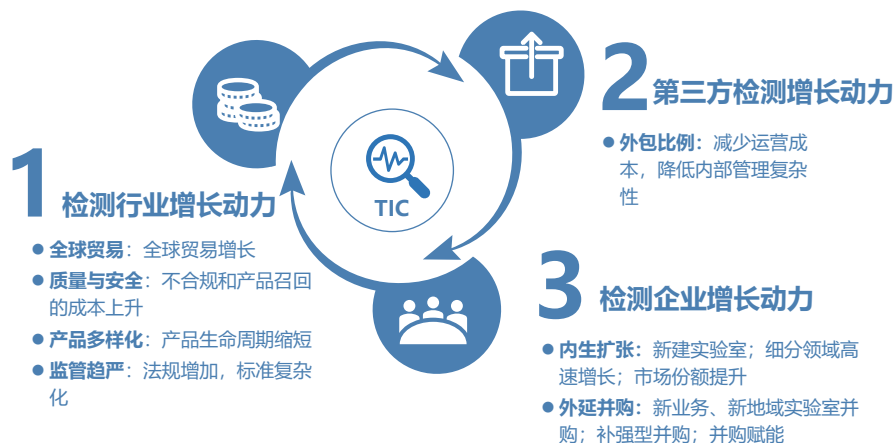 1 检测行业增长动力
● 全球贸易：全球贸易增长
● 质量与安全：不合规和产品召回
的成本上升
● 产品多样化：产品生命周期缩短
● 监管趋严：法规增加，标准复杂
化
TIC
2 第三方检测增长动力
● 外包比例：减少运营成
本，降低内部管理复杂
性
3 检测企业增长动力
● 内生扩张：新建实验室；细分领域高
速增长；市场份额提升
● 外延并购：新业务、新地域实验室并
购；补强型并购；并购赋能